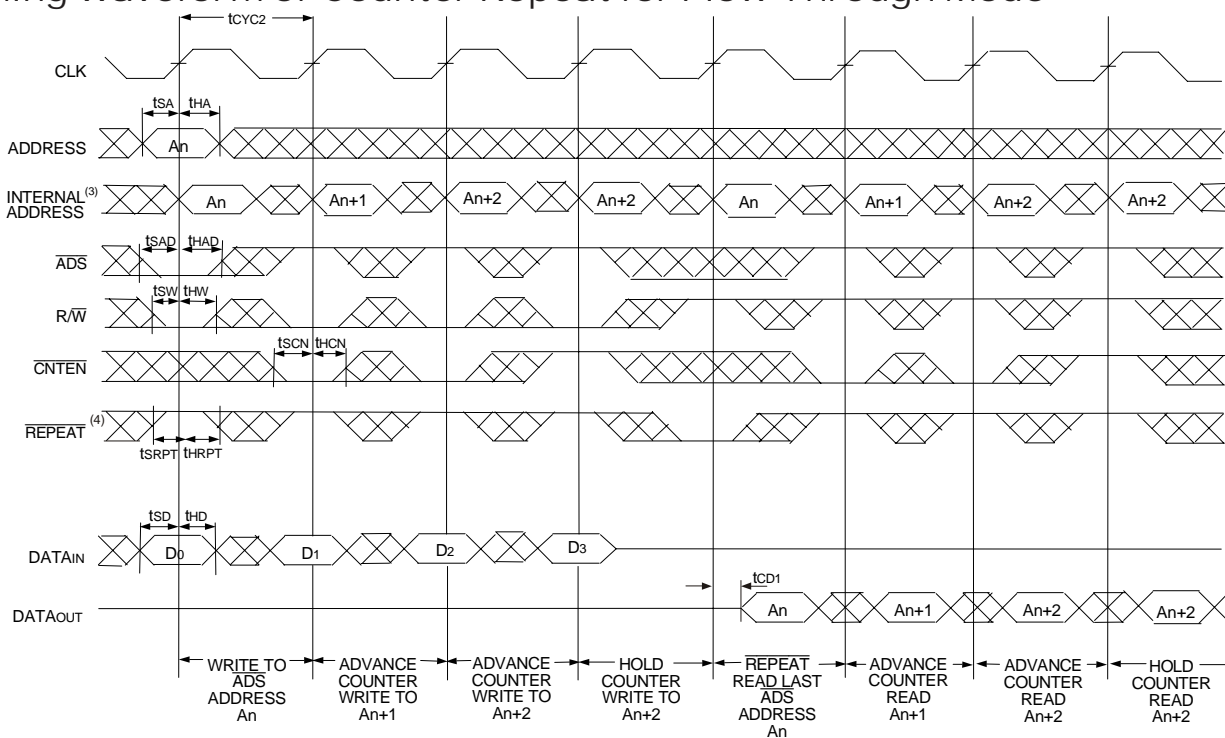 ing Waveform of Counter Repeat for Flow Through Mode
tCYC2
CLK
tSA tHA
ADDRESS An
INTERNAL(3)
ADDRESS An An+1 An+2 An+2 An An+1 An+2 An+2
tSAD tHAD
ADS
tSW tHW
R/W
tSCN tHCN
CNTEN
REPEAT (4)
tSRPT tHRPT
tSD tHD
DATAIN D0 D1 D2 D3
tCD1
DATAOUT An An+1 An+2 An+2
WRITE TO
ADS
ADDRESS
An
ADVANCE
COUNTER
WRITE TO
An+1
ADVANCE
COUNTER
WRITE TO
An+2
HOLD
COUNTER
WRITE TO
An+2
REPEAT
READ LAST
ADS
ADDRESS
An
ADVANCE
COUNTER
READ
An+1
ADVANCE
COUNTER
READ
An+2
HOLD
COUNTER
READ
An+2